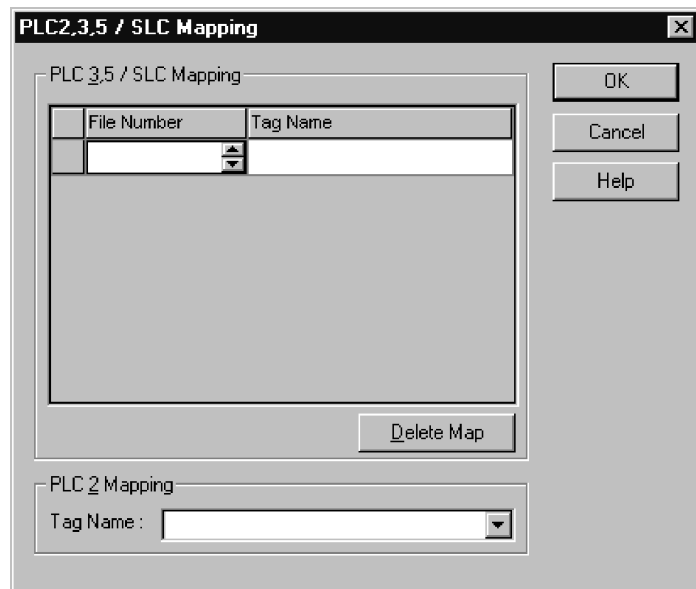 PLC2,3,5 / SLC Mapping
PLC 3,5 / SLC Mapping
File Number Tag Name
Delete Map
PLC 2 Mapping
Tag Name :
OK
Cancel
Help